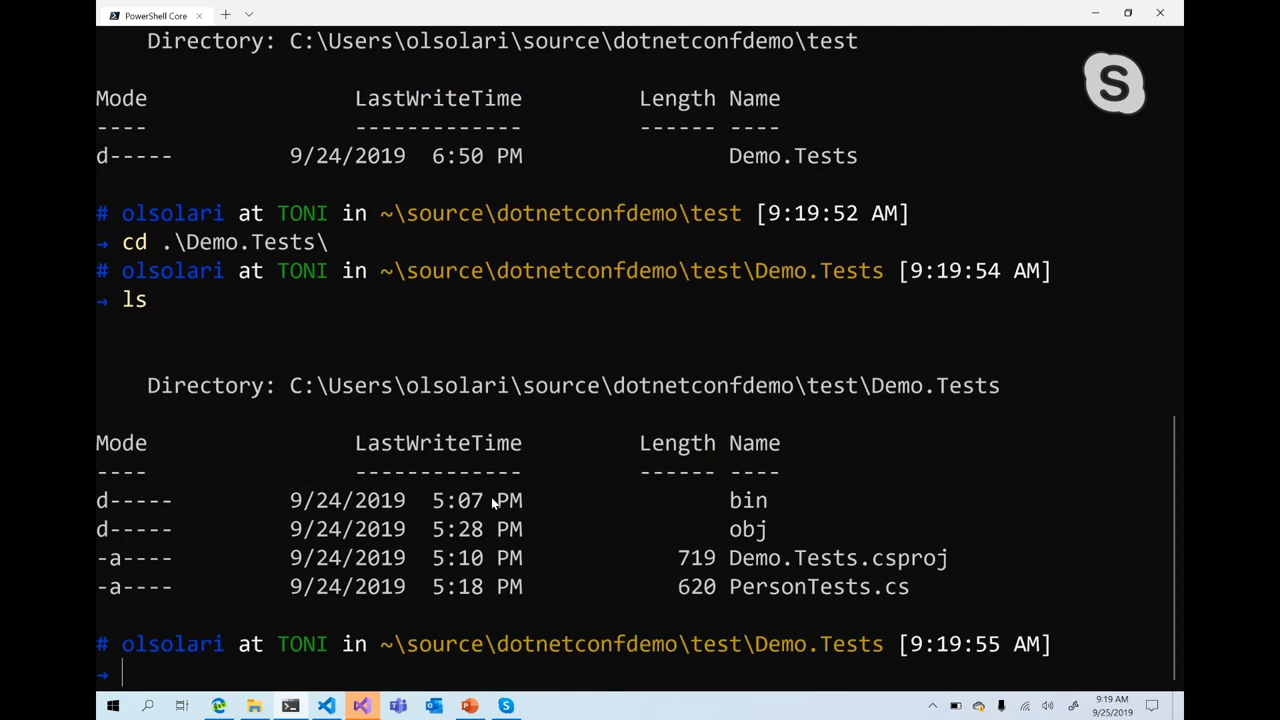 PowerShell Core
Directory: C:\Users\olsolari\source\dotnetconfdemo\test
Mode LastWriteTime Length Name
---- ------------- ------ ----
d----- 9/24/2019 6:50 PM Demo.Tests
# olsolari at TONI in ~\source\dotnetconfdemo\test [9:19:52 AM]
→ cd .\Demo.Tests\
# olsolari at TONI in ~\source\dotnetconfdemo\test\Demo.Tests [9:19:54 AM]
→ ls
Directory: C:\Users\olsolari\source\dotnetconfdemo\test\Demo.Tests
Mode LastWriteTime Length Name
---- ------------- ------ ----
d----- 9/24/2019 5:07 PM bin
d----- 9/24/2019 5:28 PM obj
-a---- 9/24/2019 5:10 PM 719 Demo.Tests.csproj
-a---- 9/24/2019 5:18 PM 620 PersonTests.cs
# olsolari at TONI in ~\source\dotnetconfdemo\test\Demo.Tests [9:19:55 AM]
→
9:19 AM
9/25/2019